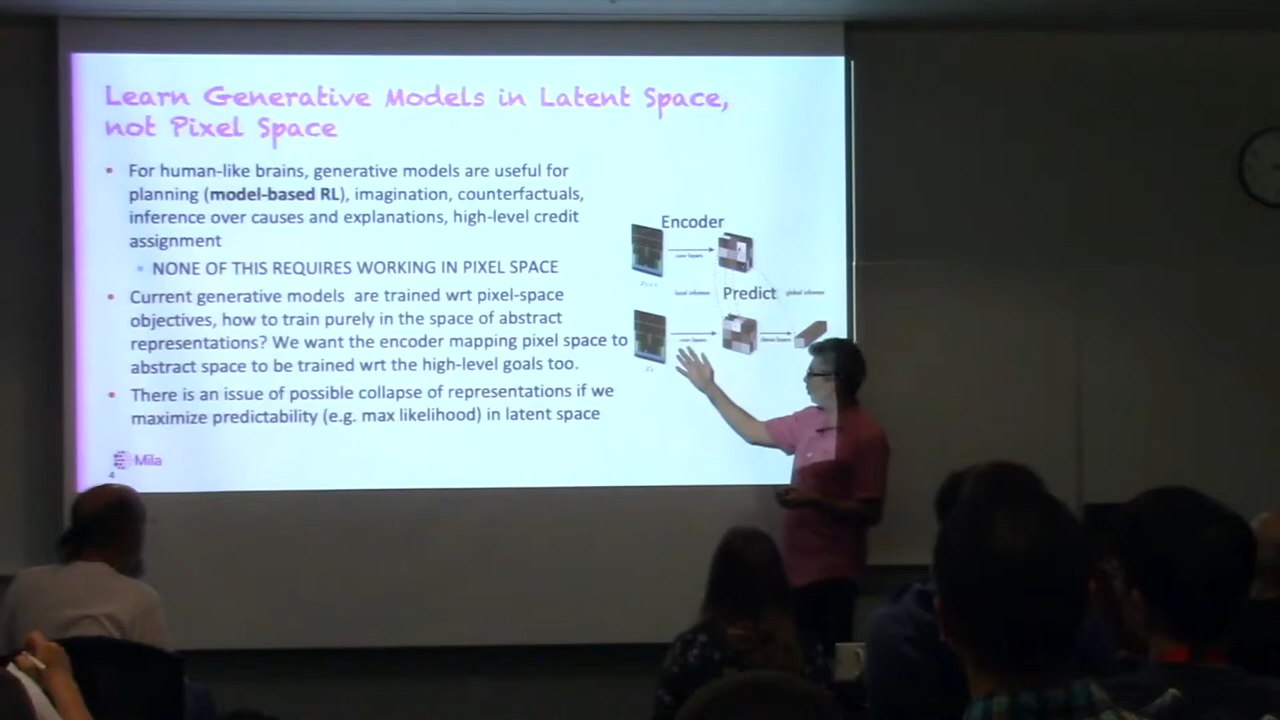 Learn Generative Models in Latent Space,
not Pixel Space
• For human-like brains, generative models are useful for
planning (model-based RL), imagination, counterfactuals,
inference over causes and explanations, high-level credit
assignment
• NONE OF THIS REQUIRES WORKING IN PIXEL SPACE
• Current generative models are trained wrt pixel-space
objectives, how to train purely in the space of abstract
representations? We want the encoder mapping pixel space to
abstract space to be trained wrt the high-level goals too.
• There is an issue of possible collapse of representations if we
maximize predictability (e.g. max likelihood) in latent space
Encoder
Predict
Mila
4